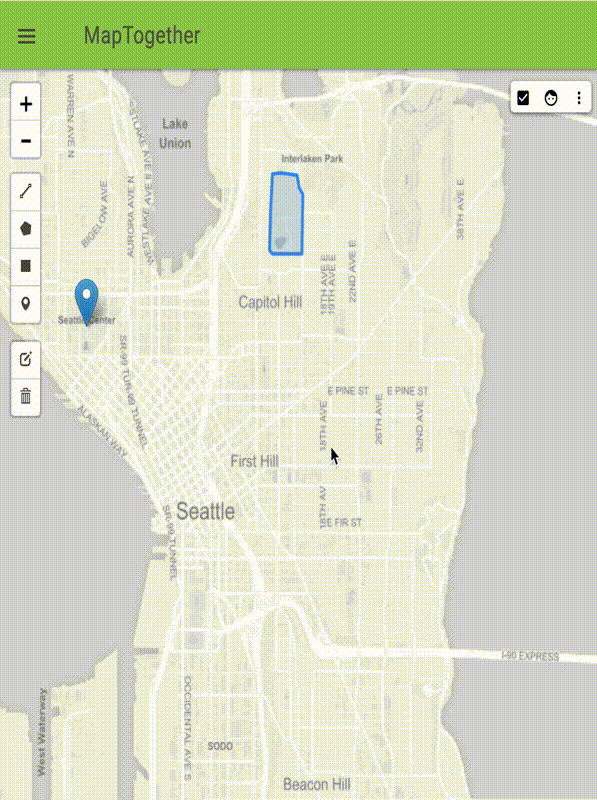 MapTogether
WARREN AVE N
WESTLAKE AVE N
Lake
Union
+
−
AURORA AVE N
BIGELOW AVE
Interlaken Park
38TH AVE E
22ND AVE E
18TH AVE E
19TH AVE E
Capitol Hill
Seattle Center
SR-99 TUNNEL
ALASKAN WAY
E PINE ST
E PINE ST
18TH AVE
26TH AVE
32ND AVE
First Hill
18TH AV
Seattle
E FIR ST
SR-99 TUNNEL
I-90 EXPRESS
OCCIDENTAL AVE S
West Waterway
SODO
Beacon Hill